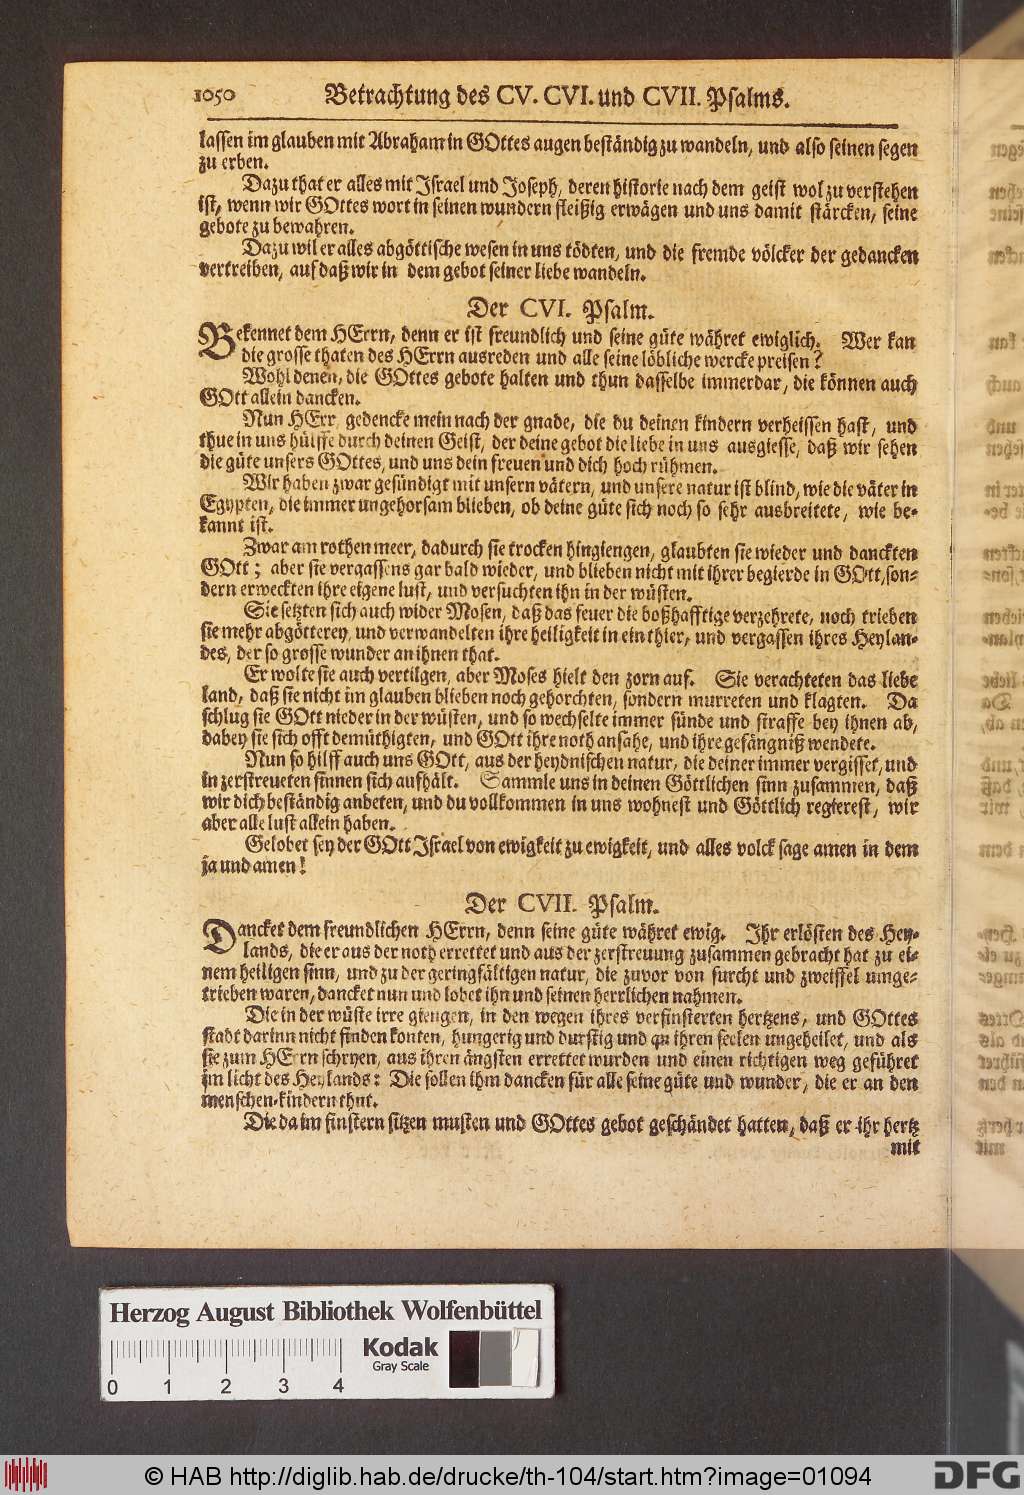 1050 Betrachtung des CV. CVI. und CVII. Psalms.
lassen im glauben mit Abraham in GOttes augen beständig zu wandeln, und also seinen segen
zu erben.
Dazu that er alles mit Israel und Joseph, deren historie nach dem geist wol zu verstehen
ist, wenn wir GOttes wort in seinen wundern fleißig erwägen und uns damit stärcken, seine
gebote zu bewahren.
Dazu wil er alles abgöttische wesen in uns tödten, und die fremde völcker der gedancken
vertreiben, auf daß wir in dem gebot seiner liebe wandeln.
Der CVI. Psalm.
Bekennet dem HErrn, denn er ist freundlich und seine güte währet ewiglich. Wer kan
die grosse thaten des HErrn ausreden und alle seine löbliche wercke preisen?
Wohl denen, die GOttes gebote halten und thun dasselbe immerdar, die können auch
GOtt allein dancken.
Nun HErr, gedencke mein nach der gnade, die du deinen kindern verheissen hast, und
thue in uns hülffe durch deinen Geist, der deine gebot die liebe in uns ausgiesse, daß wir sehen
die güte unsers GOttes, und uns dein freuen und dich hoch rühmen.
Wir haben zwar gesündigt mit unsern vätern, und unsere natur ist blind, wie die väter in
Egypten, die immer ungehorsam blieben, ob deine güte sich noch so sehr ausbreitete, wie be-
kannt ist.
Zwar am rothen meer, dadurch sie trocken hingiengen, glaubten sie wieder und danckten
GOtt; aber sie vergassens gar bald wieder, und blieben nicht mit ihrer begierde in GOtt, son-
dern erweckten ihre eigene lust, und versuchten ihn in der wüsten.
Sie setzten sich auch wider Mosen, daß das feuer die boßhafftige verzehrete, noch trieben
sie mehr abgötterey, und verwandelten ihre heiligkeit in ein thier, und vergassen ihres Heylan-
des, der so grosse wunder an ihnen that.
Er wolte sie auch vertilgen, aber Moses hielt den zorn auf. Sie verachteten das liebe
land, daß sie nicht im glauben blieben noch gehorchten, sondern murreten und klagten. Da
schlug sie GOtt nieder in der wüsten, und so wechselte immer sünde und straffe bey ihnen ab,
dabey sie sich offt demüthigten, und GOtt ihre noth ansahe, und ihre gefängniß wendete.
Nun so hilff auch uns GOtt, aus der heydnischen natur, die deiner immer vergisset, und
in zerstreueten sinnen sich aufhält. Sammle uns in deinen Göttlichen sinn zusammen, daß
wir dich beständig anbeten, und du vollkommen in uns wohnest und Göttlich regierest, wir
aber alle lust allein haben.
Gelobet sey der GOtt Israel von ewigkeit zu ewigkeit, und alles volck sage amen in dem
ja und amen!
Der CVII. Psalm.
Dancket dem freundlichen HErrn, denn seine güte währet ewig. Ihr erlösten des Hey-
lands, die er aus der noth errettet und aus der zerstreuung zusammen gebracht hat zu ei-
nem heiligen sinn, und zu der geringfältigen natur, die zuvor von furcht und zweiffel umge-
trieben waren, dancket nun und lobet ihn und seinen herrlichen nahmen.
Die in der wüste irre giengen, in den wegen ihres verfinsterten hertzens, und GOttes
stadt darinn nicht finden konten, hungerig und durstig und an ihren seelen ungeheilet, und als
sie zum HErrn schryen, aus ihren ängsten errettet wurden und einen richtigen weg geführet
im licht des Heylands: Die sollen ihm dancken für alle seine güte und wunder, die er an den
menschen-kindern thut.
Die da im finstern sitzen musten und GOttes gebot geschändet hatten, daß er ihr hertz
mit
Herzog August Bibliothek Wolfenbüttel
Kodak
Gray Scale
0 1 2 3 4
© HAB http://diglib.hab.de/drucke/th-104/start.htm?image=01094
DFG